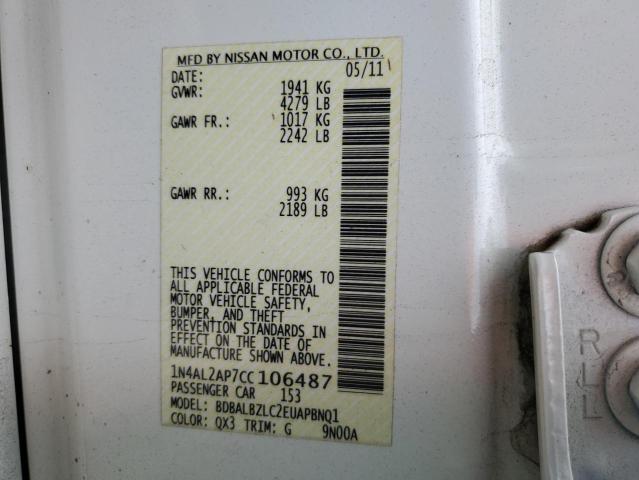 MFD BY NISSAN MOTOR CO., LTD.
DATE: 05/11
GVWR: 1941 KG
4279 LB
GAWR FR.: 1017 KG
2242 LB
GAWR RR.: 993 KG
2189 LB
THIS VEHICLE CONFORMS TO
ALL APPLICABLE FEDERAL
MOTOR VEHICLE SAFETY,
BUMPER, AND THEFT
PREVENTION STANDARDS IN
EFFECT ON THE DATE OF
MANUFACTURE SHOWN ABOVE.
1N4AL2AP7CC106487
PASSENGER CAR 153
MODEL: BDBALBZLC2EUAPBNQ1
COLOR: QX3 TRIM: G 9N00A
R
L
L